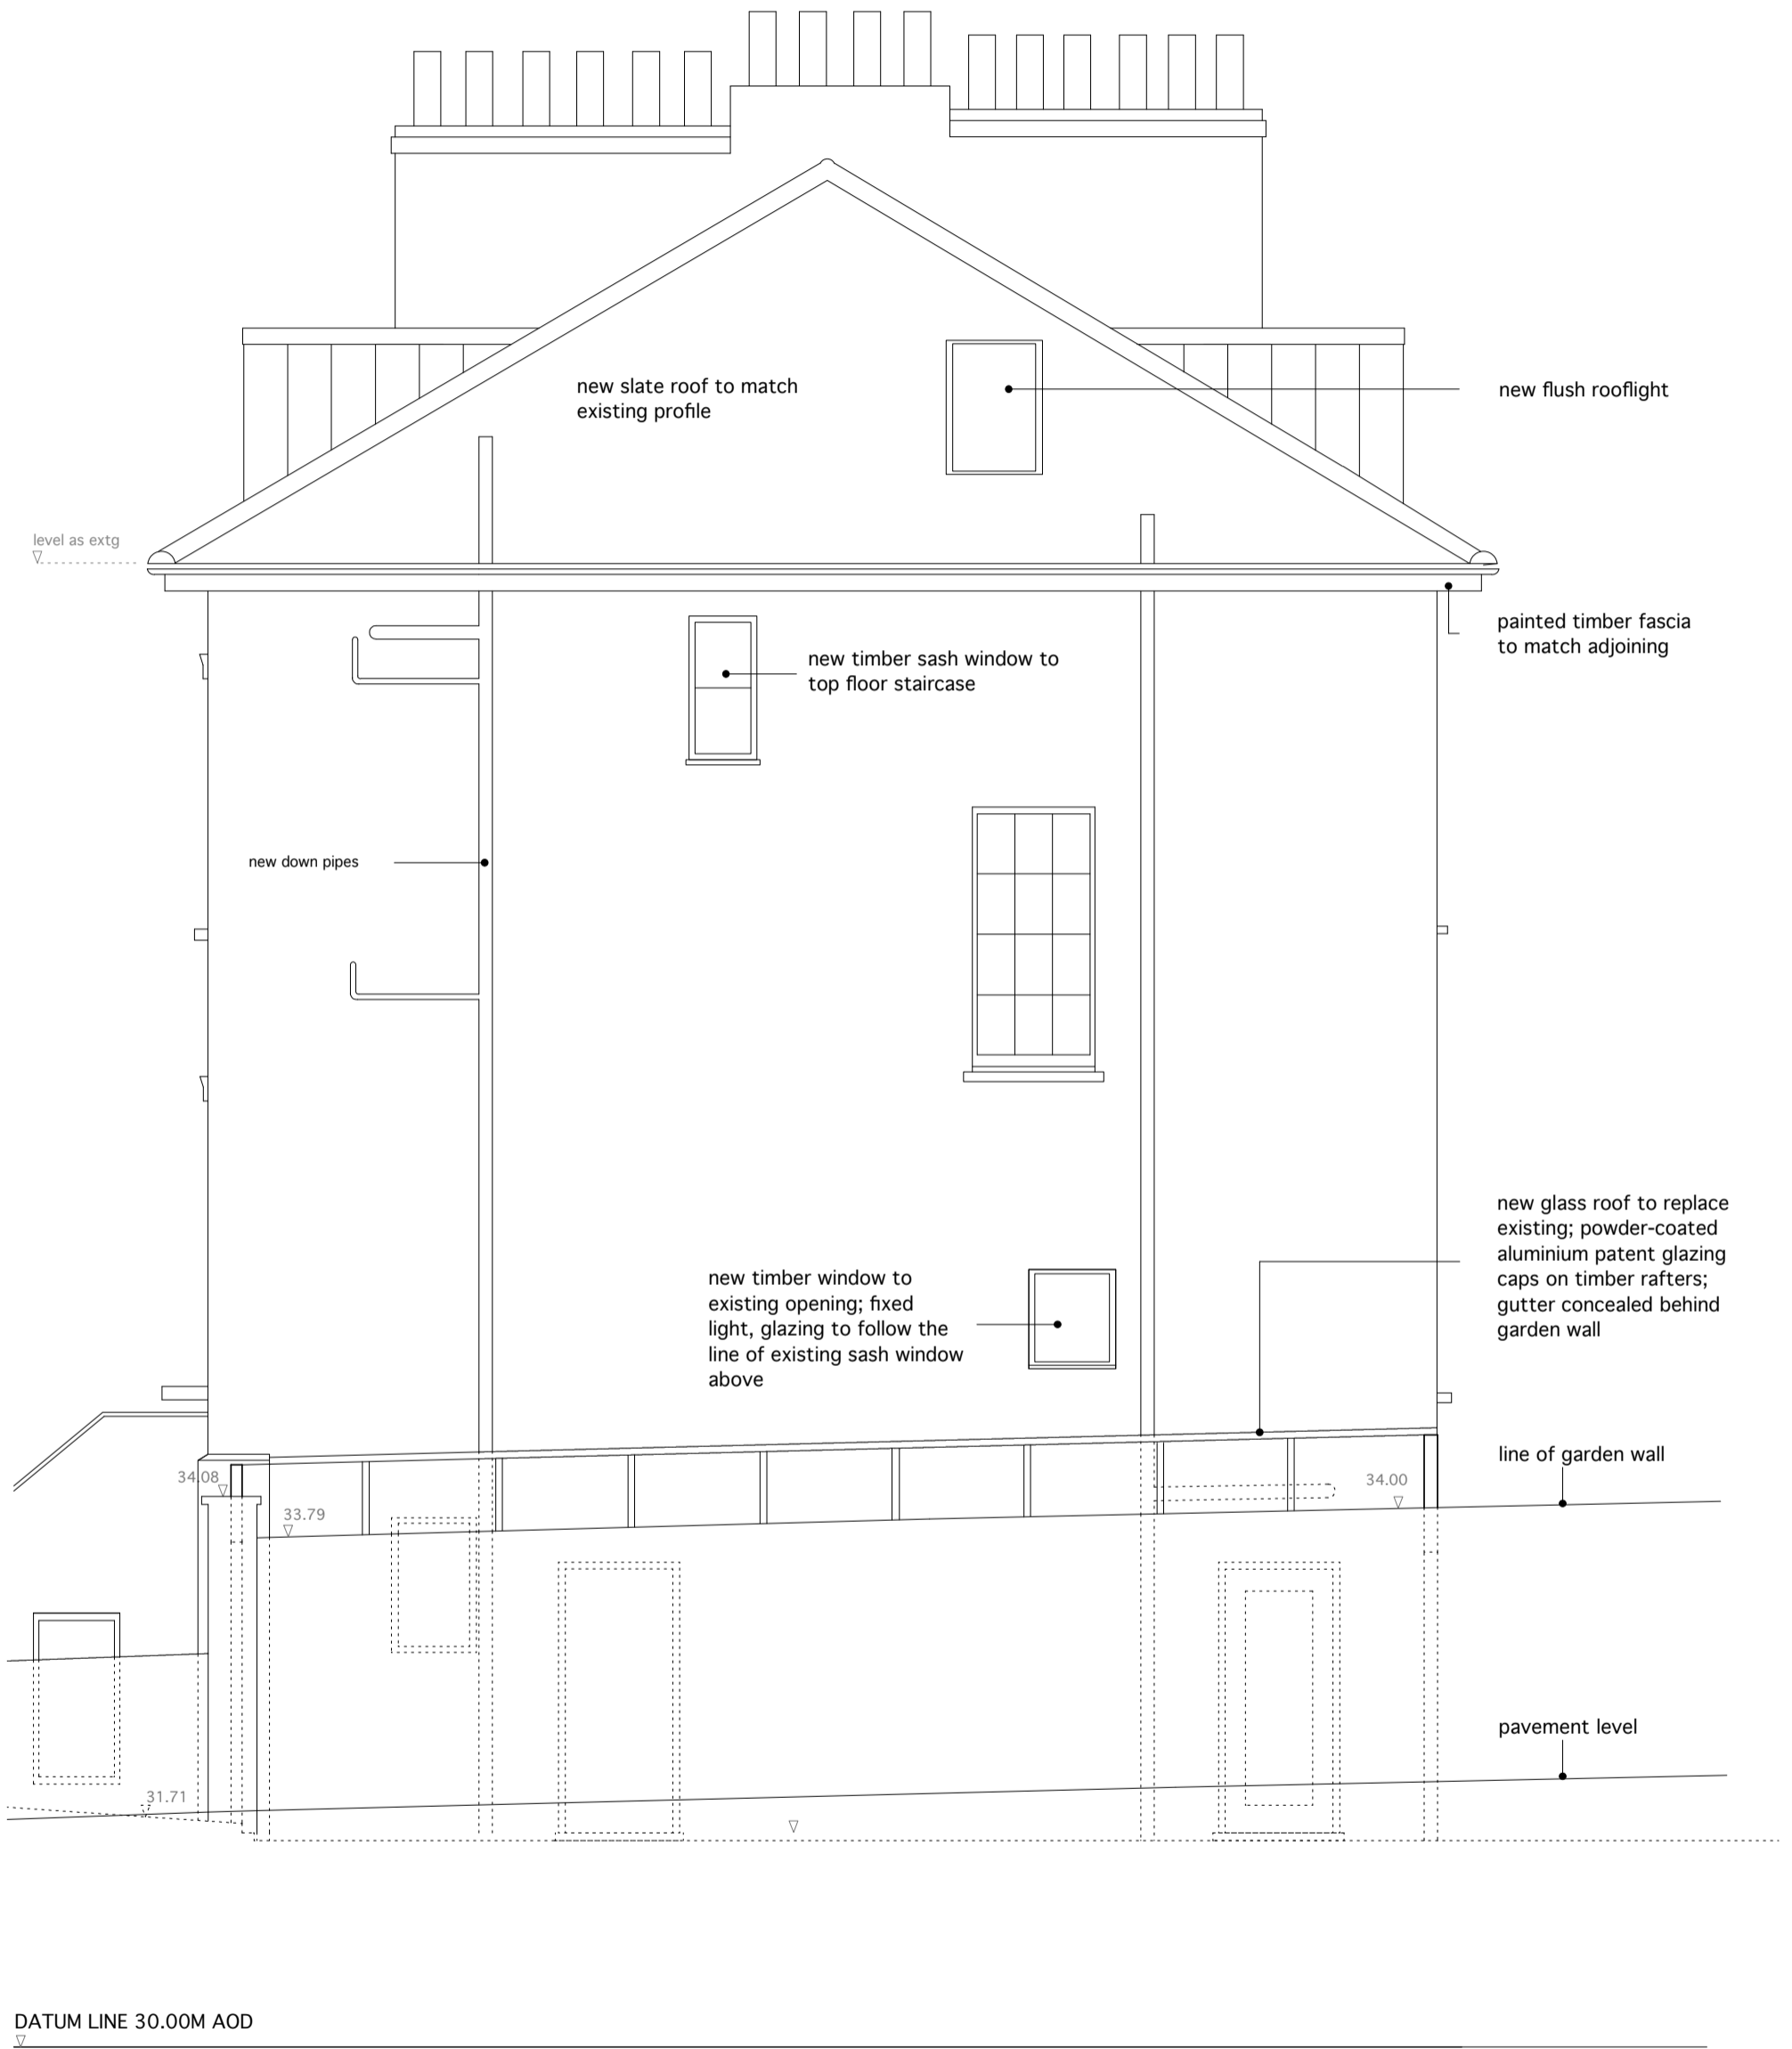 new slate roof to match
existing profile
new flush rooflight
level as extg
painted timber fascia
to match adjoining
new timber sash window to
top floor staircase
new down pipes
new glass roof to replace
existing; powder-coated
aluminium patent glazing
caps on timber rafters;
gutter concealed behind
garden wall
new timber window to
existing opening; fixed
light, glazing to follow the
line of existing sash window
above
line of garden wall
34.08
34.00
33.79
pavement level
31.71
DATUM LINE 30.00M AOD